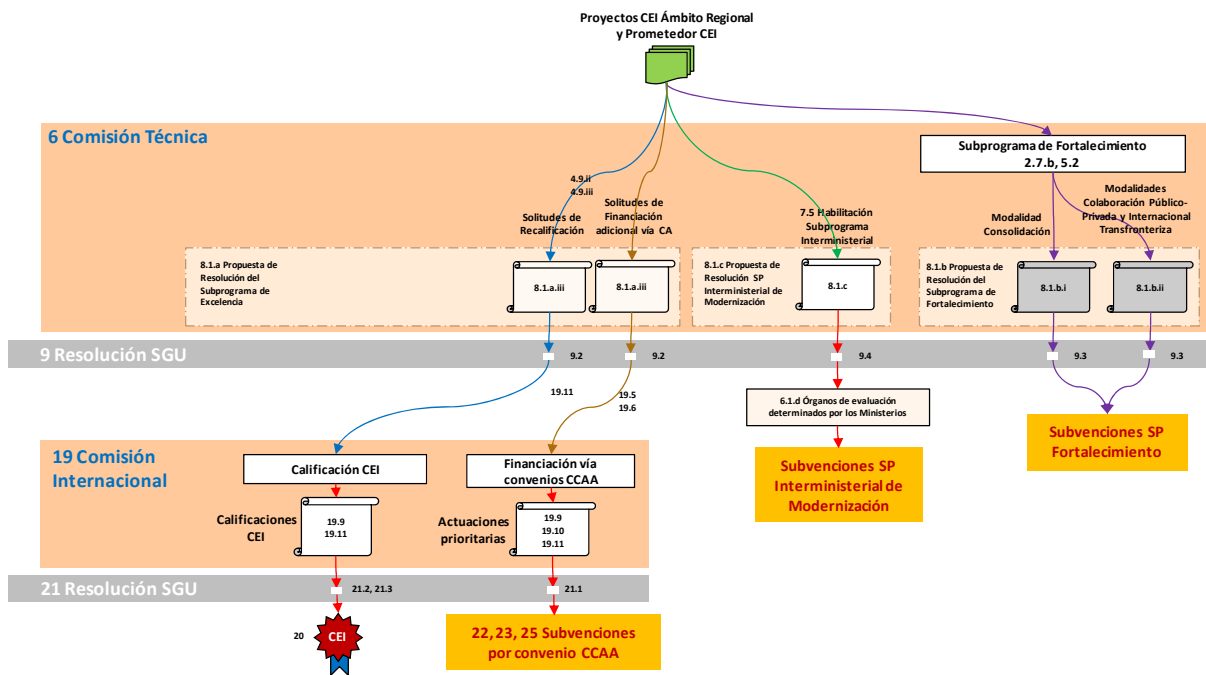 Proyectos CEI Ámbito Regional
y Prometedor CEI
6 Comisión Técnica
Subprograma de Fortalecimiento
2.7.b, 5.2
4.9.ii
4.9.iii
Solitudes de
Recalificación
Solitudes de
Financiación
adicional vía CA
7.5 Habilitación
Subprograma
Interministerial
Modalidad
Consolidación
Modalidades
Colaboración Público-
Privada y Internacional
Transfronteriza
8.1.a Propuesta de
Resolución del
Subprograma de
Excelencia
8.1.a.iii
8.1.a.iii
8.1.c Propuesta de
Resolución SP
Interministerial de
Modernización
8.1.c
8.1.b Propuesta de
Resolución del
Subprograma de
Fortalecimiento
8.1.b.i
8.1.b.ii
9 Resolución SGU
9.2
9.2
9.4
9.3
9.3
19.11
19.5
19.6
6.1.d Órganos de evaluación
determinados por los Ministerios
Subvenciones SP
Fortalecimiento
19 Comisión
Internacional
Calificación CEI
Financiación vía
convenios CCAA
Subvenciones SP
Interministerial de
Modernización
Calificaciones
CEI
19.9
19.11
Actuaciones
prioritarias
19.9
19.10
19.11
21 Resolución SGU
21.2, 21.3
21.1
20
CEI
22, 23, 25 Subvenciones
por convenio CCAA